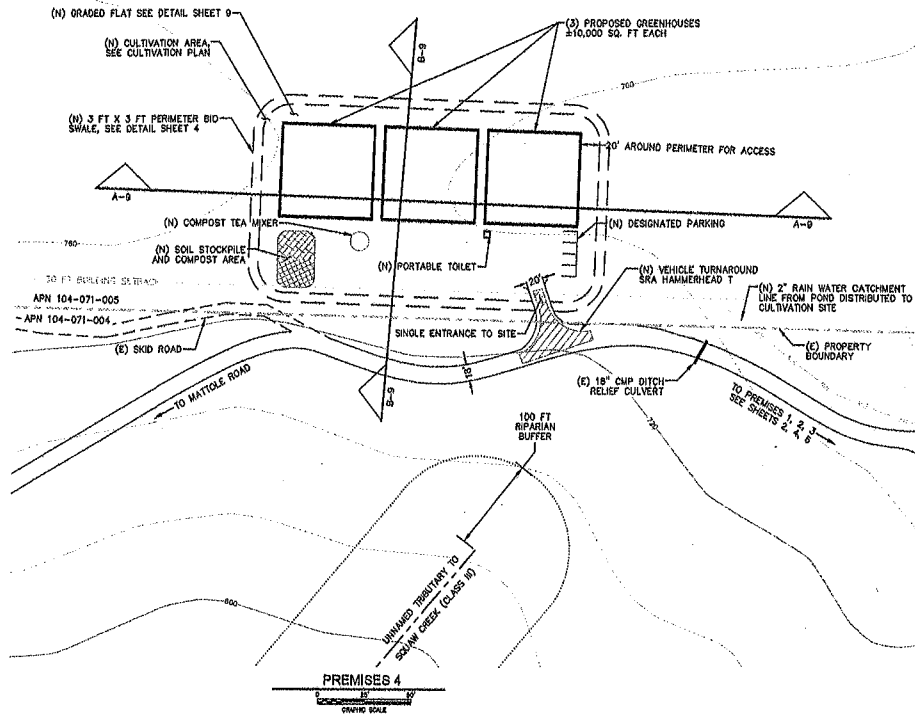 (N) GRADED FLAT SEE DETAIL SHEET 9
(N) CULTIVATION AREA,
SEE CULTIVATION PLAN
(N) 3 FT X 3 FT PERIMETER BIO
SWALE, SEE DETAIL SHEET 4
B-9
(3) PROPOSED GREENHOUSES
±10,000 SQ. FT EACH
700
20' AROUND PERIMETER FOR ACCESS
A-9
A-9
(N) COMPOST TEA MIXER
(N) SOIL STOCKPILE
AND COMPOST AREA
(N) PORTABLE TOILET
(N) DESIGNATED PARKING
760
(N) VEHICLE TURNAROUND
SRA HAMMERHEAD T
(N) 2" RAIN WATER CATCHMENT
LINE FROM POND DISTRIBUTED TO
CULTIVATION SITE
30 FT BUILDING SETBACK
20'
APN 104-071-005
APN 104-071-004
SINGLE ENTRANCE TO SITE
(E) SKID ROAD
(E) PROPERTY
BOUNDARY
18'
(E) 18" CMP DITCH
RELIEF CULVERT
TO MATTOLE ROAD
B-9
TO PREMISES 1, 2, 3
SEE SHEETS 2, 4, 5
720
100 FT
RIPARIAN
BUFFER
UNNAMED TRIBUTARY TO
SQUAW CREEK (CLASS III)
PREMISES 4
0
GRAPHIC SCALE